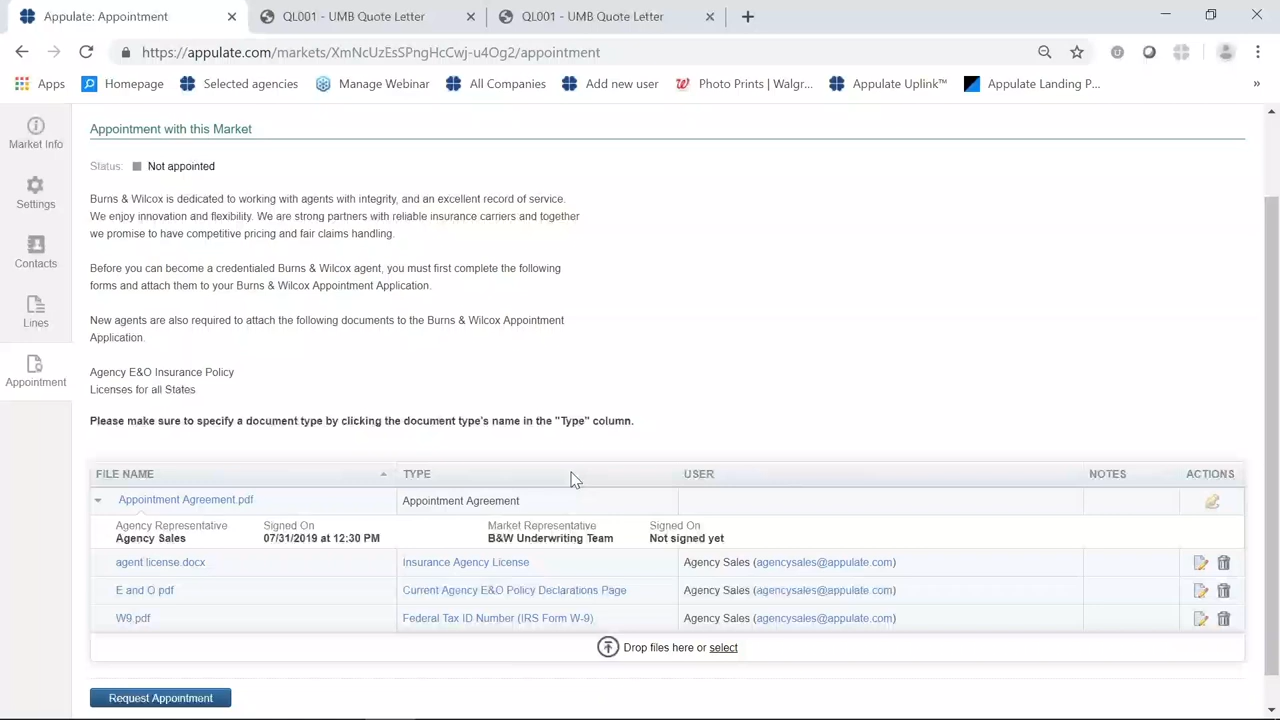 Appulate: Appointment
QL001 - UMB Quote Letter
QL001 - UMB Quote Letter
https://appulate.com/markets/XmNcUzEsSPngHcCwj-u4Og2/appointment
Apps
Homepage
Selected agencies
Manage Webinar
All Companies
Add new user
Photo Prints | Walgr...
Appulate Uplink™
Appulate Landing P...
»
Market Info
Settings
Contacts
Lines
Appointment
Appointment with this Market
Status: Not appointed
Burns & Wilcox is dedicated to working with agents with integrity, and an excellent record of service.
We enjoy innovation and flexibility. We are strong partners with reliable insurance carriers and together
we promise to have competitive pricing and fair claims handling.
Before you can become a credentialed Burns & Wilcox agent, you must first complete the following
forms and attach them to your Burns & Wilcox Appointment Application.
New agents are also required to attach the following documents to the Burns & Wilcox Appointment
Application.
Agency E&O Insurance Policy
Licenses for all States
Please make sure to specify a document type by clicking the document type's name in the "Type" column.
FILE NAME TYPE USER NOTES ACTIONS
Appointment Agreement.pdf Appointment Agreement
Agency Representative Signed On Market Representative Signed On
Agency Sales 07/31/2019 at 12:30 PM B&W Underwriting Team Not signed yet
agent license.docx Insurance Agency License Agency Sales (agencysales@appulate.com)
E and O.pdf Current Agency E&O Policy Declarations Page Agency Sales (agencysales@appulate.com)
W9.pdf Federal Tax ID Number (IRS Form W-9) Agency Sales (agencysales@appulate.com)
Drop files here or select
Request Appointment